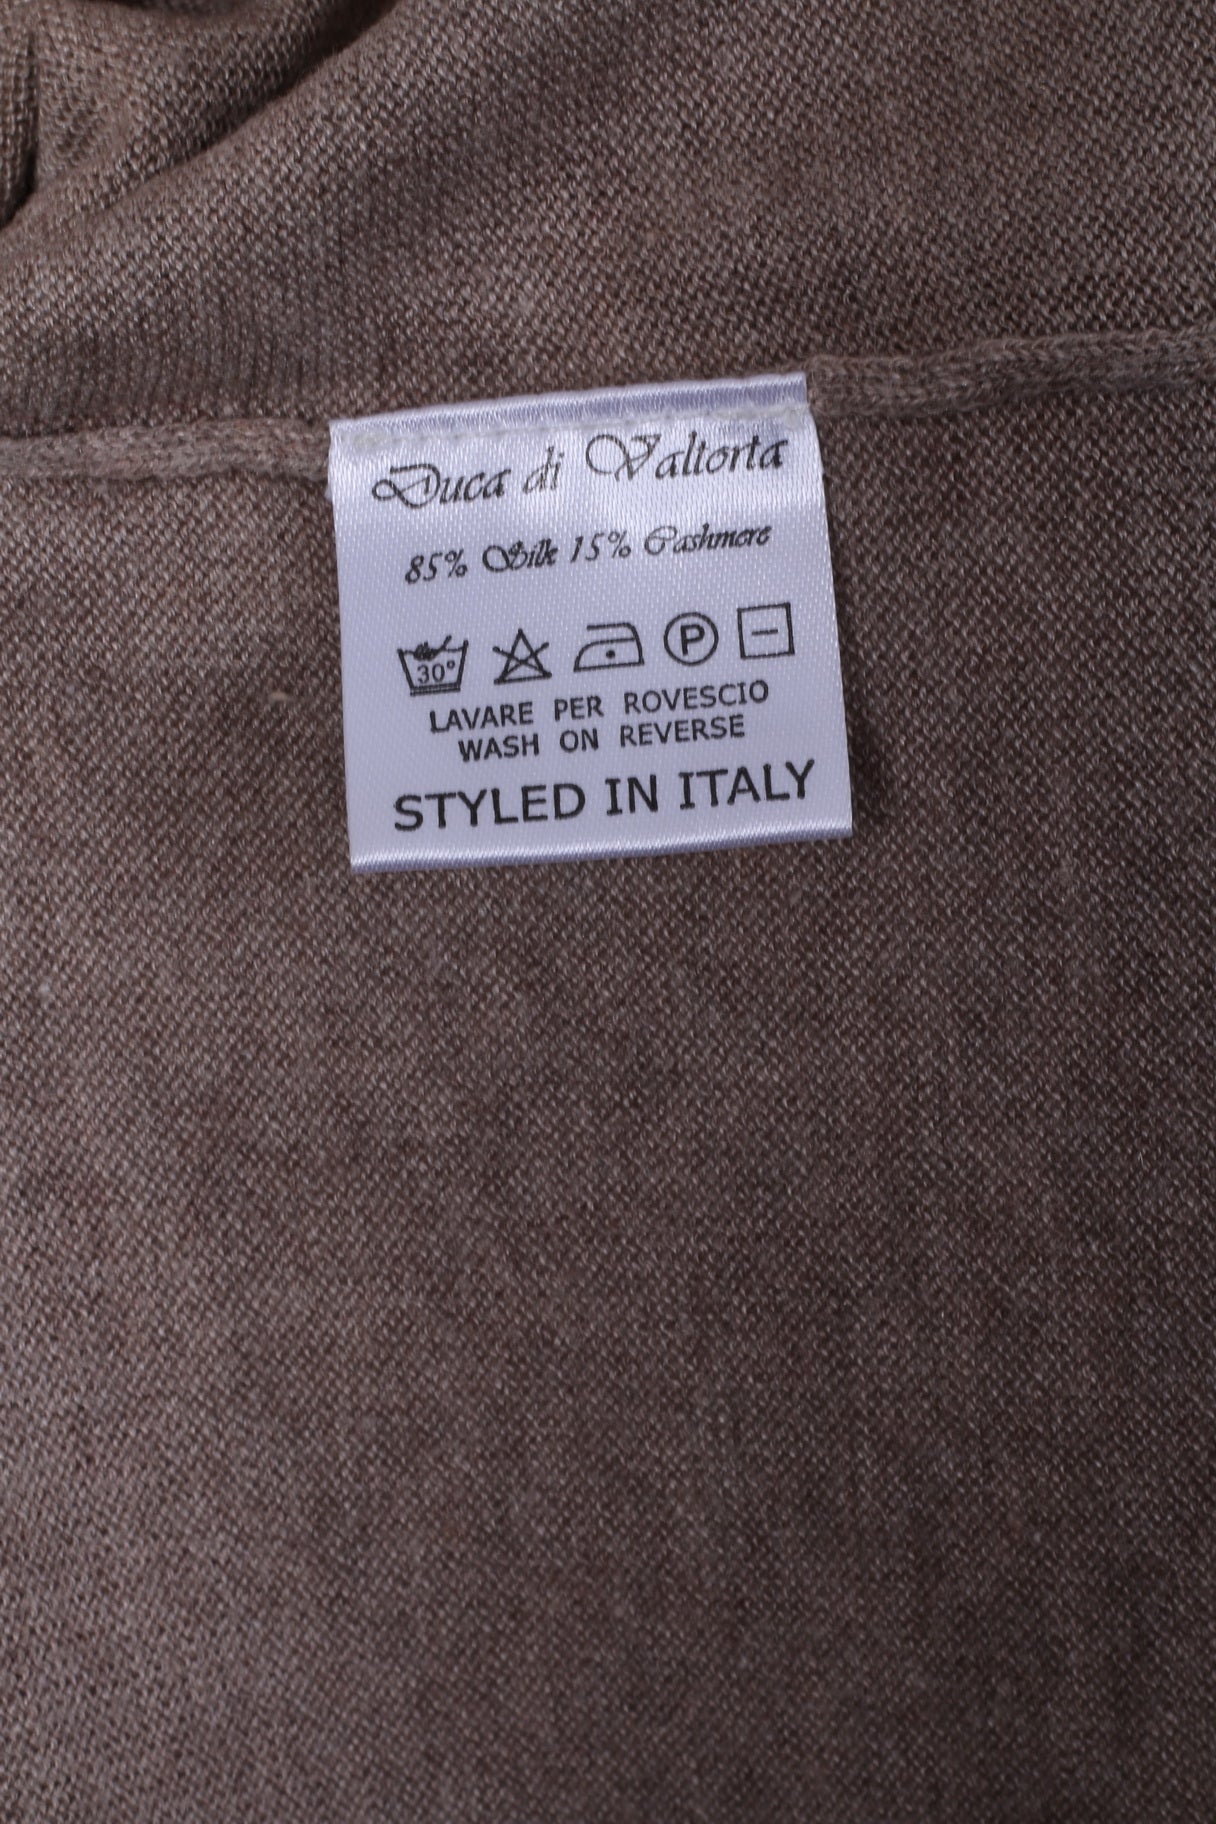 Duca di Valtorta
85% Silk 15% Cashmere
30° P
LAVARE PER ROVESCIO
WASH ON REVERSE
STYLED IN ITALY